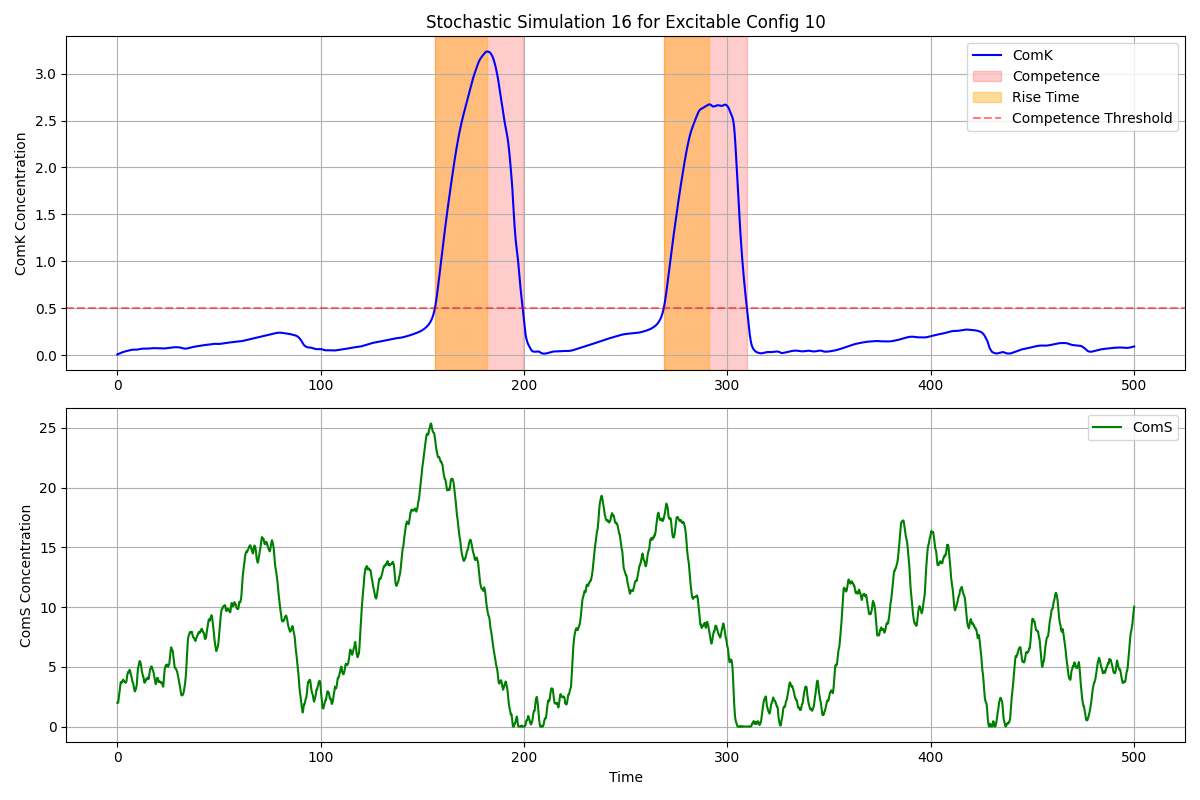 Stochastic Simulation 16 for Excitable Config 10
ComK Concentration
3.0
2.5
2.0
1.5
1.0
0.5
0.0
ComK
Competence
Rise Time
Competence Threshold
0 100 200 300 400 500
ComS Concentration
25
20
15
10
5
0
ComS
0 100 200 300 400 500
Time